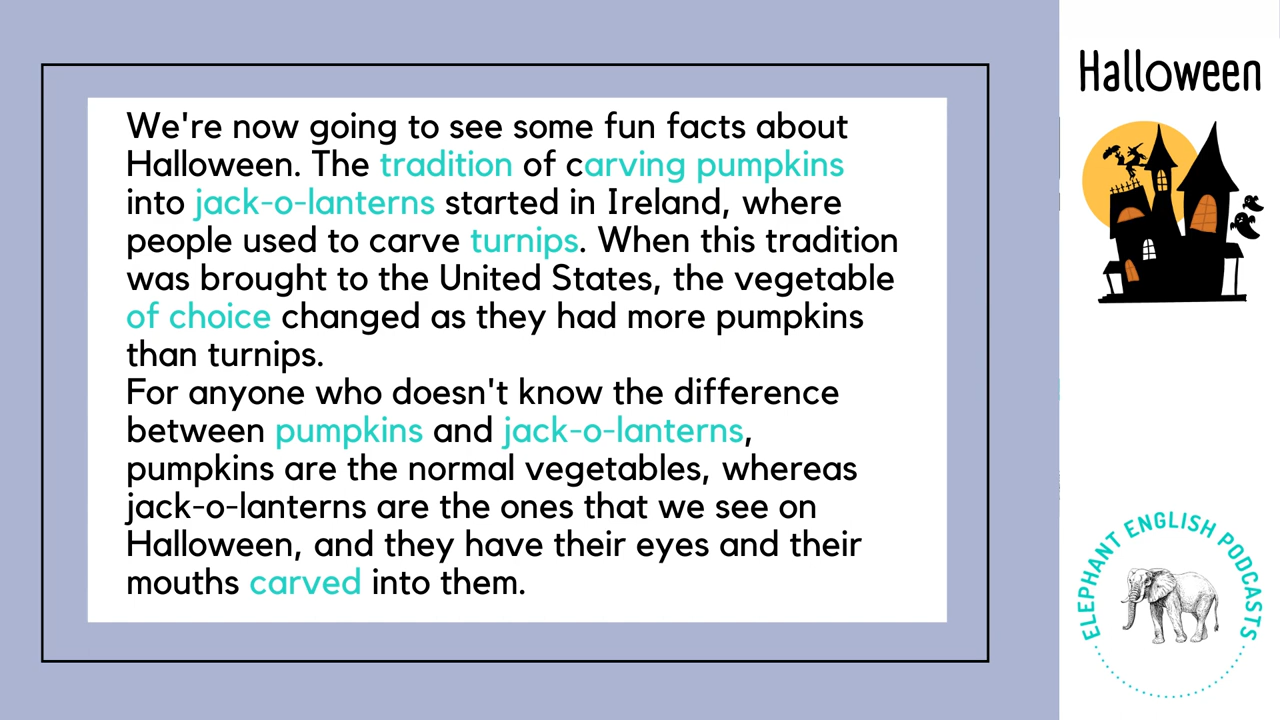 We're now going to see some fun facts about
Halloween. The tradition of carving pumpkins
into jack-o-lanterns started in Ireland, where
people used to carve turnips. When this tradition
was brought to the United States, the vegetable
of choice changed as they had more pumpkins
than turnips.
For anyone who doesn't know the difference
between pumpkins and jack-o-lanterns,
pumpkins are the normal vegetables, whereas
jack-o-lanterns are the ones that we see on
Halloween, and they have their eyes and their
mouths carved into them.
Halloween
ELEPHANT ENGLISH PODCASTS